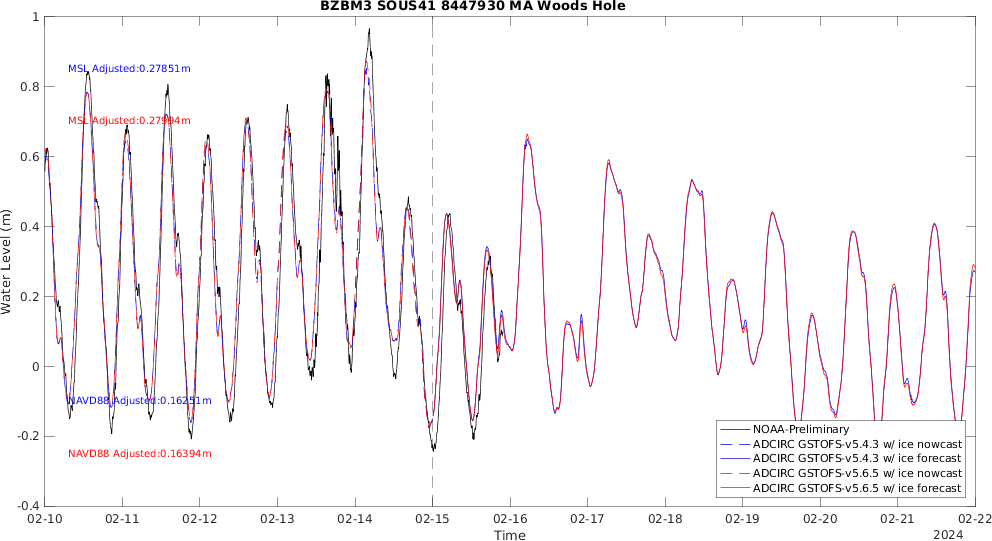 BZBM3 SOUS41 8447930 MA Woods Hole
1
0.8
0.6
0.4
0.2
0
-0.2
-0.4
Water Level (m)
MSL Adjusted:0.27851m
MSL Adjusted:0.27994m
NAVD88 Adjusted:0.16251m
NAVD88 Adjusted:0.16394m
NOAA-Preliminary
ADCIRC GSTOFS-v5.4.3 w/ ice nowcast
ADCIRC GSTOFS-v5.4.3 w/ ice forecast
ADCIRC GSTOFS-v5.6.5 w/ ice nowcast
ADCIRC GSTOFS-v5.6.5 w/ ice forecast
02-10 02-11 02-12 02-13 02-14 02-15 02-16 02-17 02-18 02-19 02-20 02-21 02-22
Time
2024